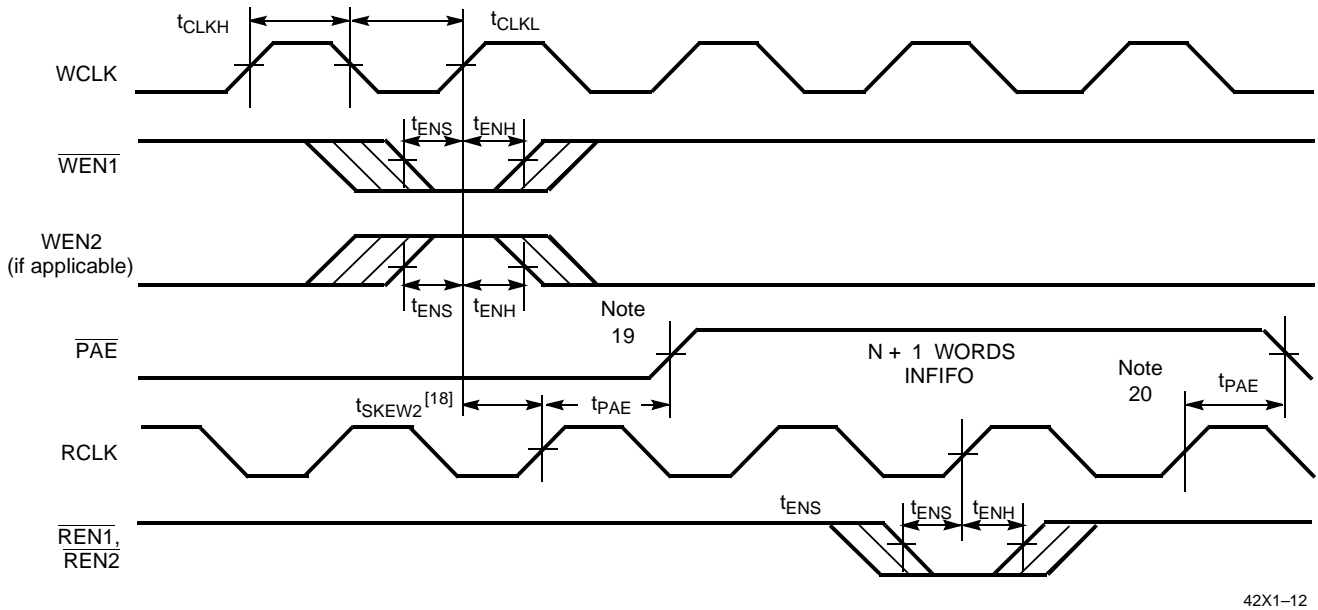 tCLKH
tCLKL
WCLK
tENS
tENH
WEN1
WEN2
(if applicable)
tENS
tENH
Note
19
PAE
N + 1 WORDS
INFIFO
Note
20
tPAE
tSKEW2[18]
tPAE
RCLK
tENS
tENS
tENH
REN1,
REN2
42X1–12